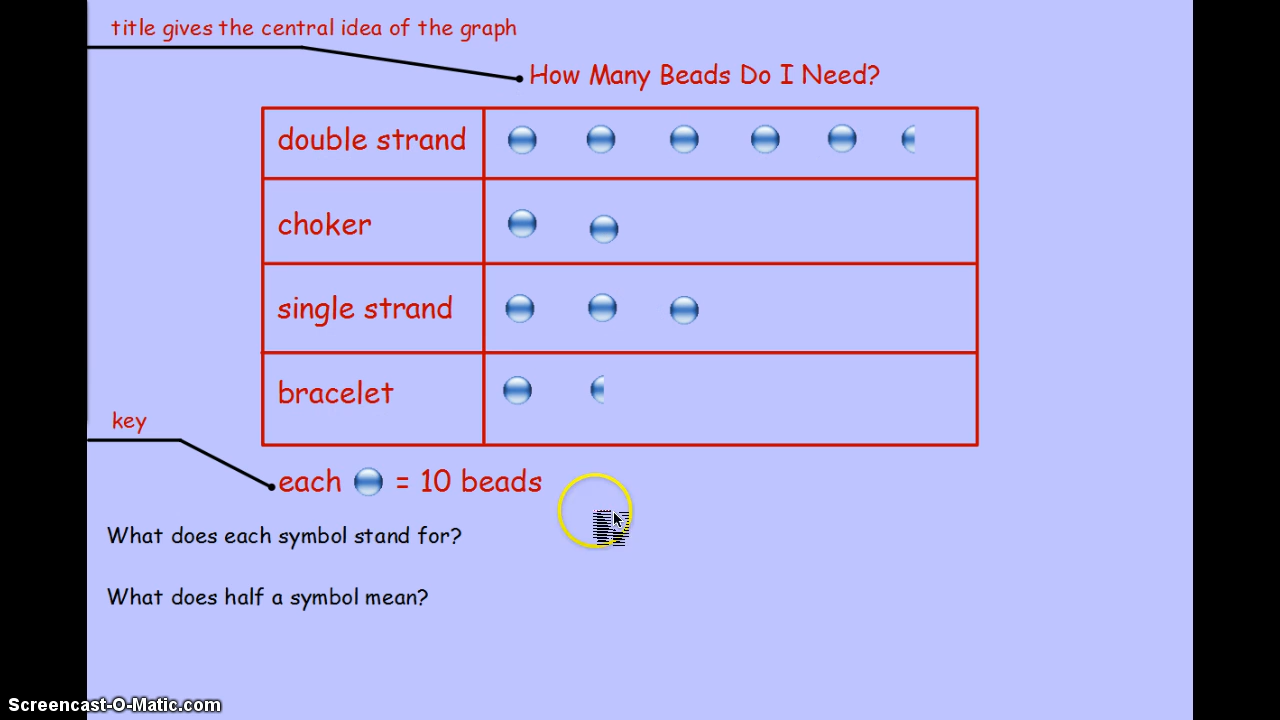 title gives the central idea of the graph
How Many Beads Do I Need?
double strand
choker
single strand
bracelet
key
each = 10 beads
What does each symbol stand for?
What does half a symbol mean?
Screencast-O-Matic.com